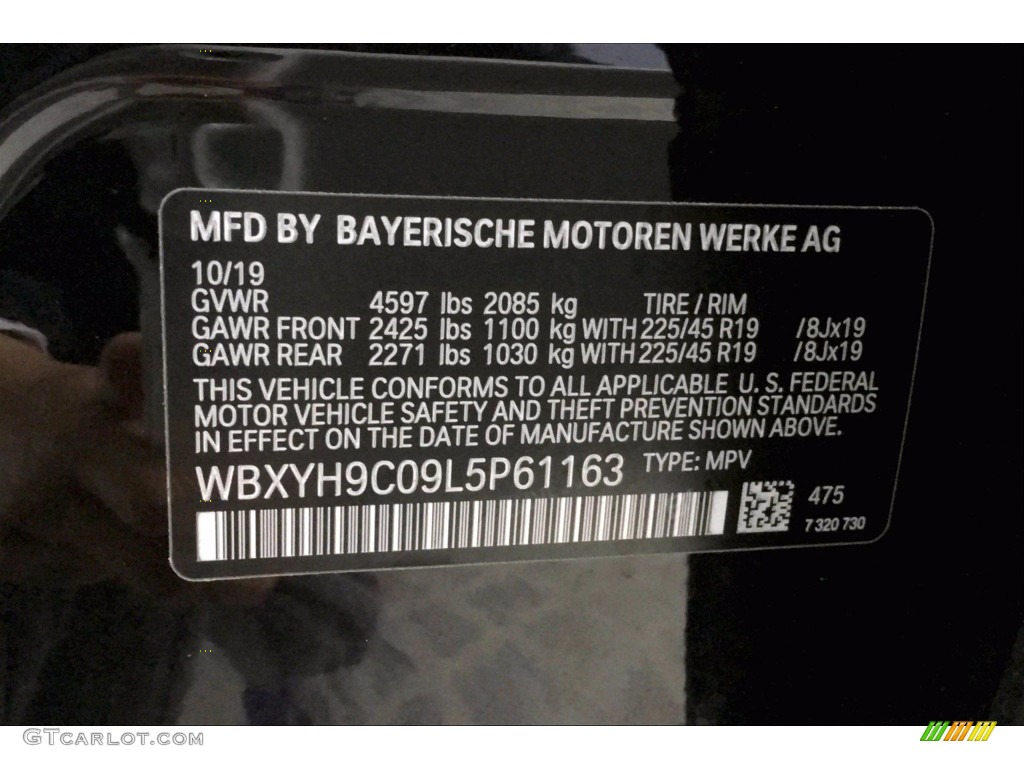 MFD BY BAYERISCHE MOTOREN WERKE AG
10/19
GVWR 4597 lbs 2085 kg TIRE / RIM
GAWR FRONT 2425 lbs 1100 kg WITH 225/45 R19 /8Jx19
GAWR REAR 2271 lbs 1030 kg WITH 225/45 R19 /8Jx19
THIS VEHICLE CONFORMS TO ALL APPLICABLE U. S. FEDERAL
MOTOR VEHICLE SAFETY AND THEFT PREVENTION STANDARDS
IN EFFECT ON THE DATE OF MANUFACTURE SHOWN ABOVE.
WBXYH9C09L5P61163 TYPE: MPV
475
7 320 730
GTCARLOT.COM